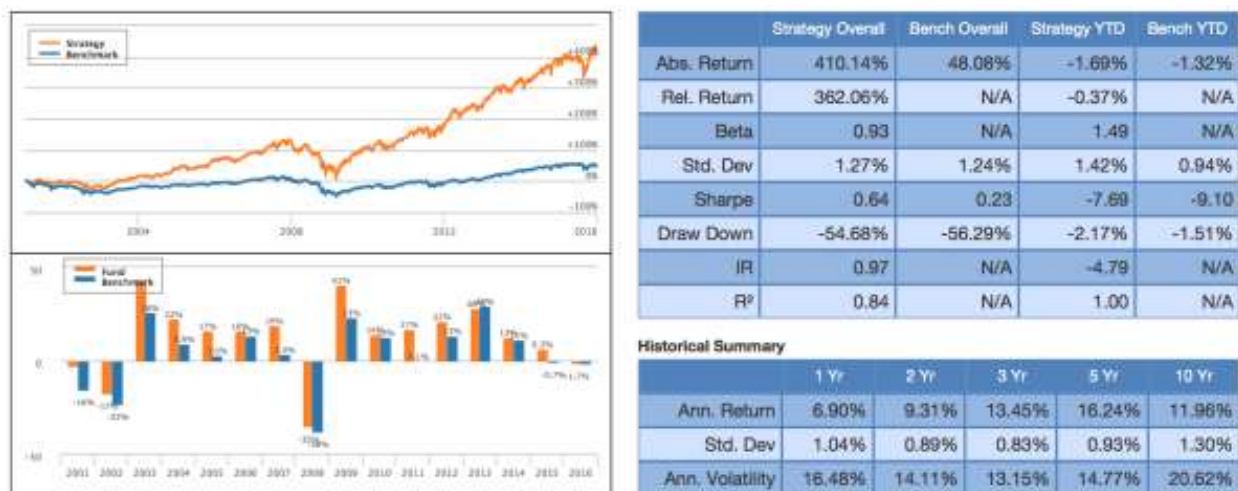 Strategy
Benchmark
+300%
+200%
+100%
0%
-100%
2004
2008
2012
2016
Fund
Benchmark
50
0
2001 2002 2003 2004 2005 2006 2007 2008 2009 2010 2011 2012 2013 2014 2015 2016
Strategy Overall Bench Overall Strategy YTD Bench YTD
Abs. Return 410.14% 48.08% -1.69% -1.32%
Rel. Return 362.06% N/A -0.37% N/A
Beta 0.93 N/A 1.49 N/A
Std. Dev 1.27% 1.24% 1.42% 0.94%
Sharpe 0.64 0.23 -7.69 -9.10
Draw Down -54.68% -56.29% -2.17% -1.51%
IR 0.97 N/A -4.79 N/A
R² 0.84 N/A 1.00 N/A
Historical Summary
1 Yr 2 Yr 3 Yr 5 Yr 10 Yr
Ann. Return 6.90% 9.31% 13.45% 16.24% 11.96%
Std. Dev 1.04% 0.89% 0.83% 0.93% 1.30%
Ann. Volatility 16.48% 14.11% 13.15% 14.77% 20.62%